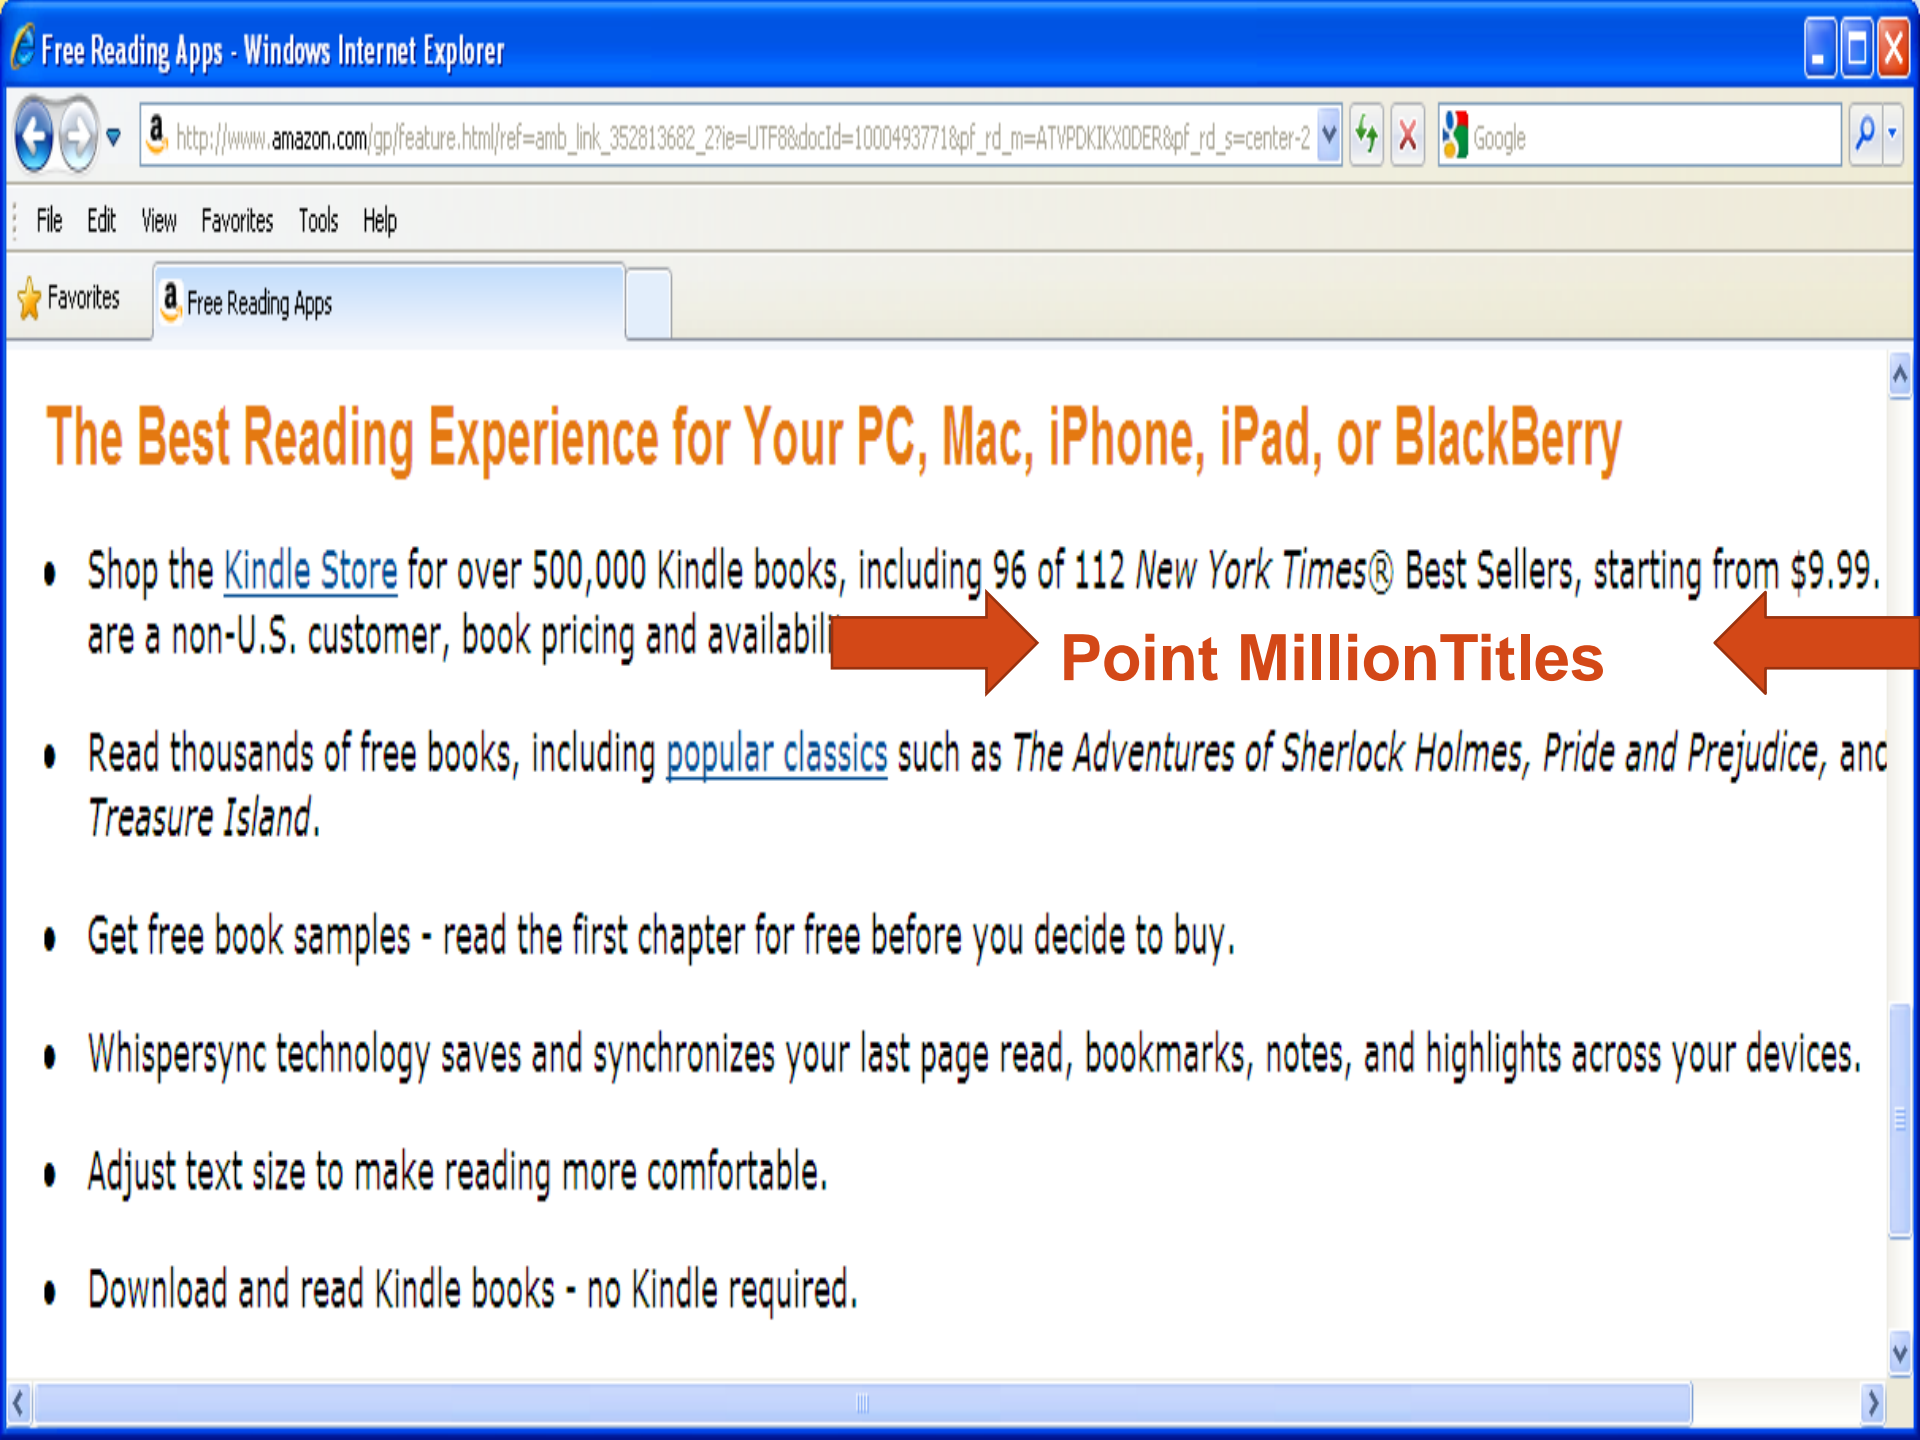 Free Reading Apps - Windows Internet Explorer
http://www.amazon.com/gp/feature.html/ref=amb_link_352813682_2?ie=UTF8&docId=1000493771&pf_rd_m=ATVPDKIKX0DER&pf_rd_s=center-2
Google
File Edit View Favorites Tools Help
Favorites
Free Reading Apps
The Best Reading Experience for Your PC, Mac, iPhone, iPad, or BlackBerry
• Shop the Kindle Store for over 500,000 Kindle books, including 96 of 112 New York Times® Best Sellers, starting from $9.99.
are a non-U.S. customer, book pricing and
Point MillionTitles
• Read thousands of free books, including popular classics such as The Adventures of Sherlock Holmes, Pride and Prejudice, and
Treasure Island.
• Get free book samples - read the first chapter for free before you decide to buy.
• Whispersync technology saves and synchronizes your last page read, bookmarks, notes, and highlights across your devices.
• Adjust text size to make reading more comfortable.
• Download and read Kindle books - no Kindle required.